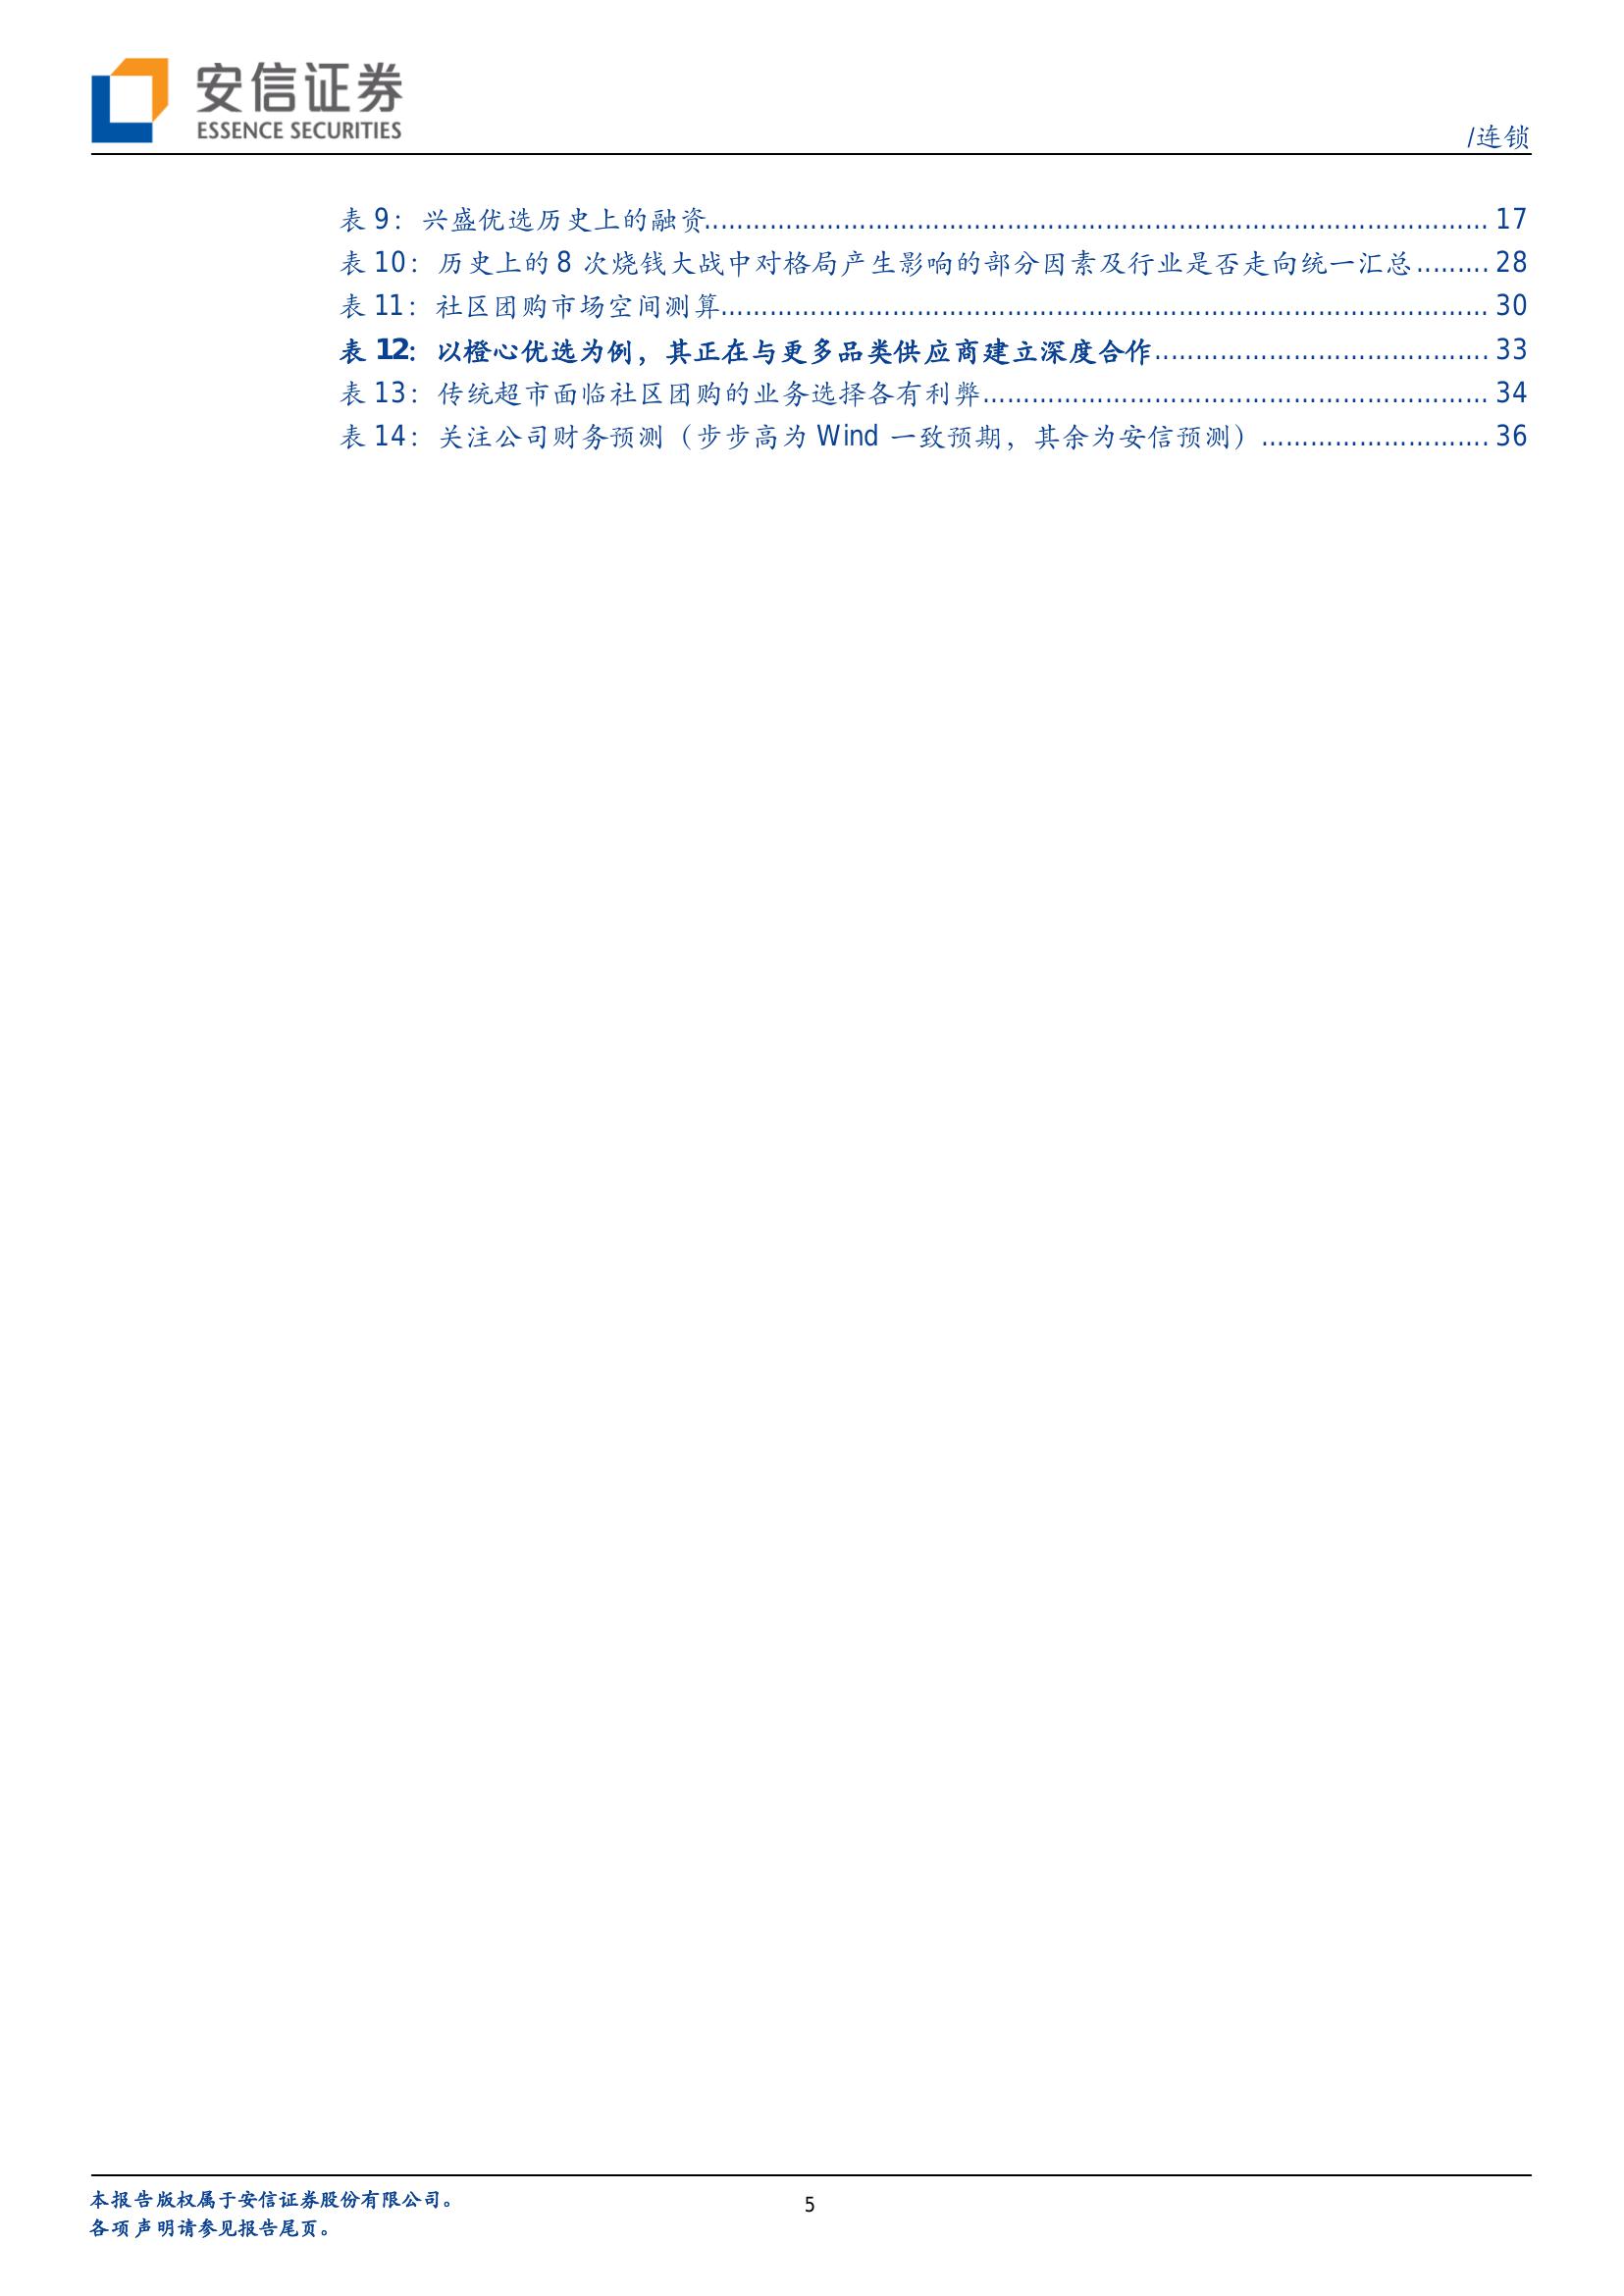 安信证券
ESSENCE SECURITIES
/连锁
表 9：兴盛优选历史上的融资 17
表 10：历史上的 8 次烧钱大战中对格局产生影响的部分因素及行业是否走向统一汇总 28
表 11：社区团购市场空间测算 30
表 12：以橙心优选为例，其正在与更多品类供应商建立深度合作 33
表 13：传统超市面临社区团购的业务选择各有利弊 34
表 14：关注公司财务预测（步步高为 Wind 一致预期，其余为安信预测） 36
本报告版权属于安信证券股份有限公司。
各项声明请参见报告尾页。
5